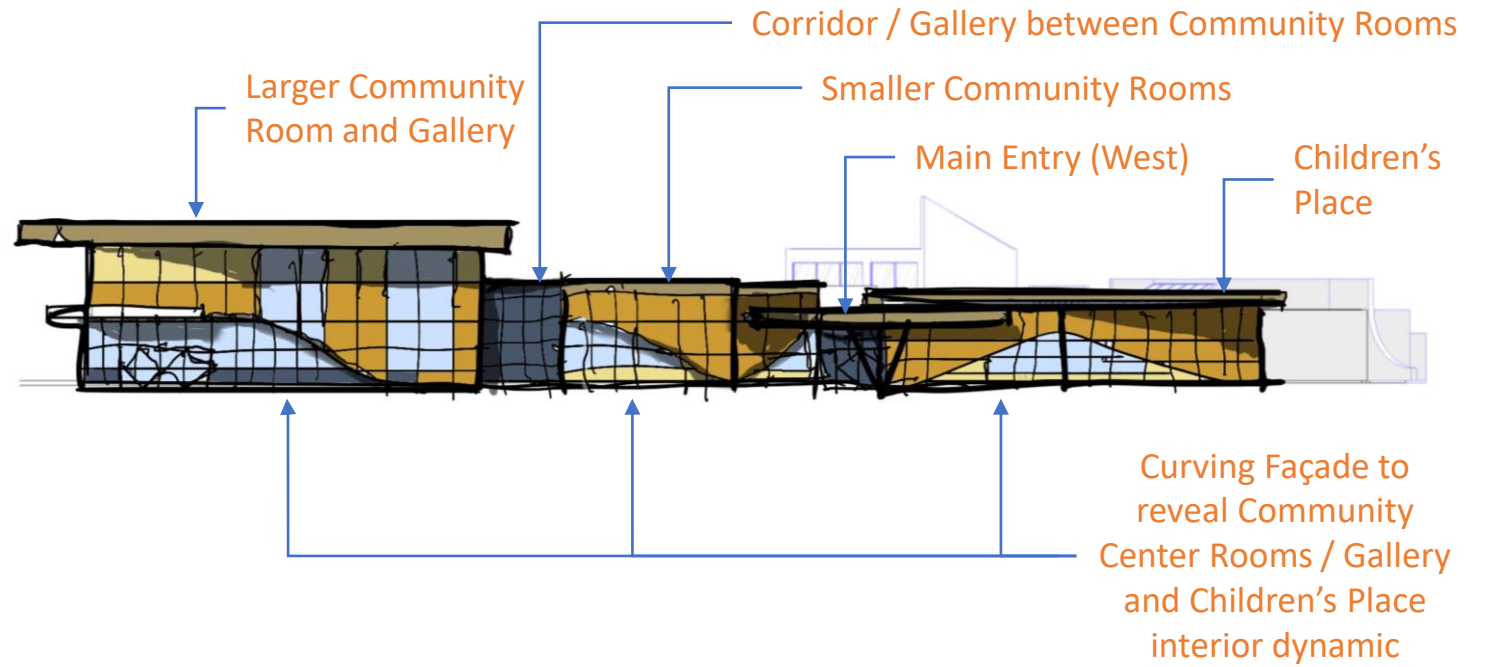 Corridor / Gallery between Community Rooms
Larger Community
Room and Gallery
Smaller Community Rooms
Main Entry (West)
Children’s
Place
Curving Façade to
reveal Community
Center Rooms / Gallery
and Children’s Place
interior dynamic